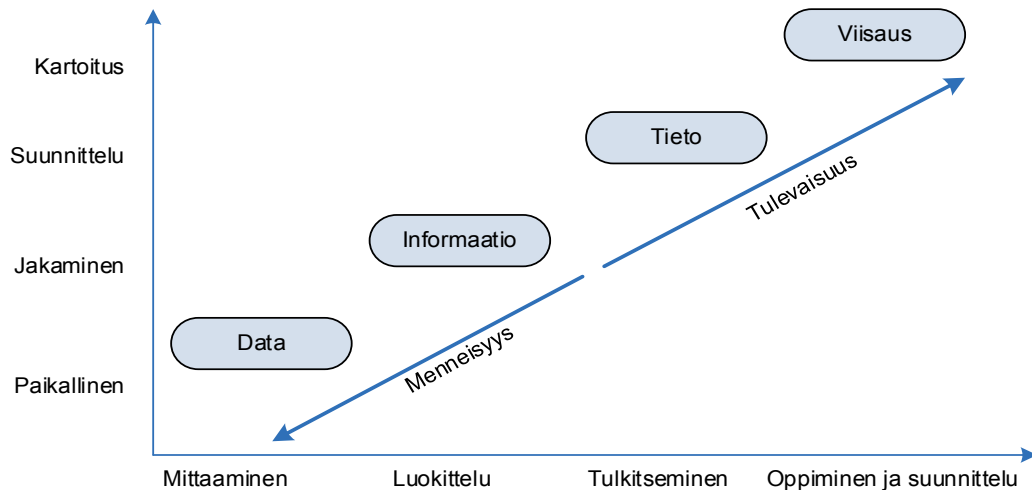 Viisaus
Kartoitus
Tieto
Suunnittelu
Tulevaisuus
Informaatio
Jakaminen
Data
Menneisyys
Paikallinen
Mittaaminen
Luokittelu
Tulkitseminen
Oppiminen ja suunnittelu